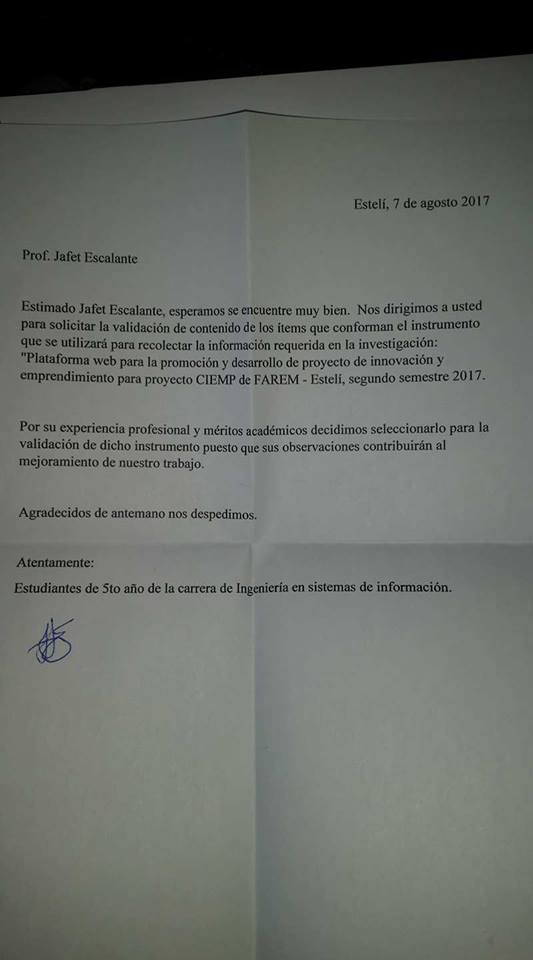 Estelí, 7 de agosto 2017
Prof. Jafet Escalante
Estimado Jafet Escalante, esperamos se encuentre muy bien. Nos dirigimos a usted
para solicitar la validación de contenido de los ítems que conforman el instrumento
que se utilizará para recolectar la información requerida en la investigación:
"Plataforma web para la promoción y desarrollo de proyecto de innovación y
emprendimiento para proyecto CIEMP de FAREM - Estelí, segundo semestre 2017.
Por su experiencia profesional y méritos académicos decidimos seleccionarlo para la
validación de dicho instrumento puesto que sus observaciones contribuirán al
mejoramiento de nuestro trabajo.
Agradecidos de antemano nos despedimos.
Atentamente:
Estudiantes de 5to año de la carrera de Ingeniería en sistemas de información.